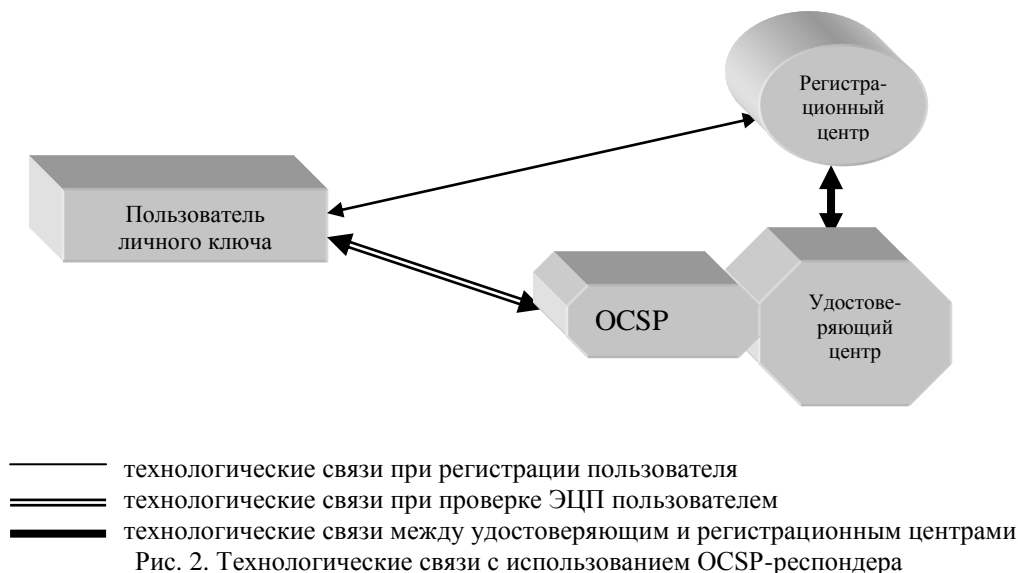 Регистра-
ционный
центр
Пользователь
личного ключа
OCSP
Удостове-
ряющий
центр
технологические связи при регистрации пользователя
технологические связи при проверке ЭЦП пользователем
технологические связи между удостоверяющим и регистрационным центрами
Рис. 2. Технологические связи с использованием OCSP-респондера